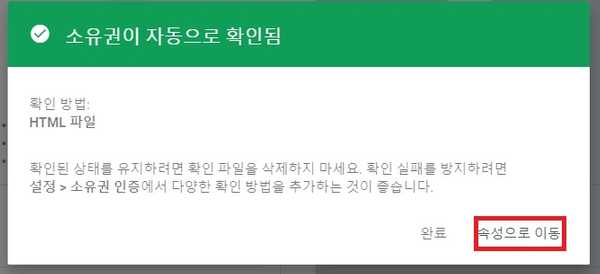 소유권이 자동으로 확인됨
확인 방법:
HTML 파일
확인된 상태를 유지하려면 확인 파일을 삭제하지 마세요. 확인 실패를 방지하려면
설정 > 소유권 인증에서 다양한 확인 방법을 추가하는 것이 좋습니다.
완료 속성으로 이동